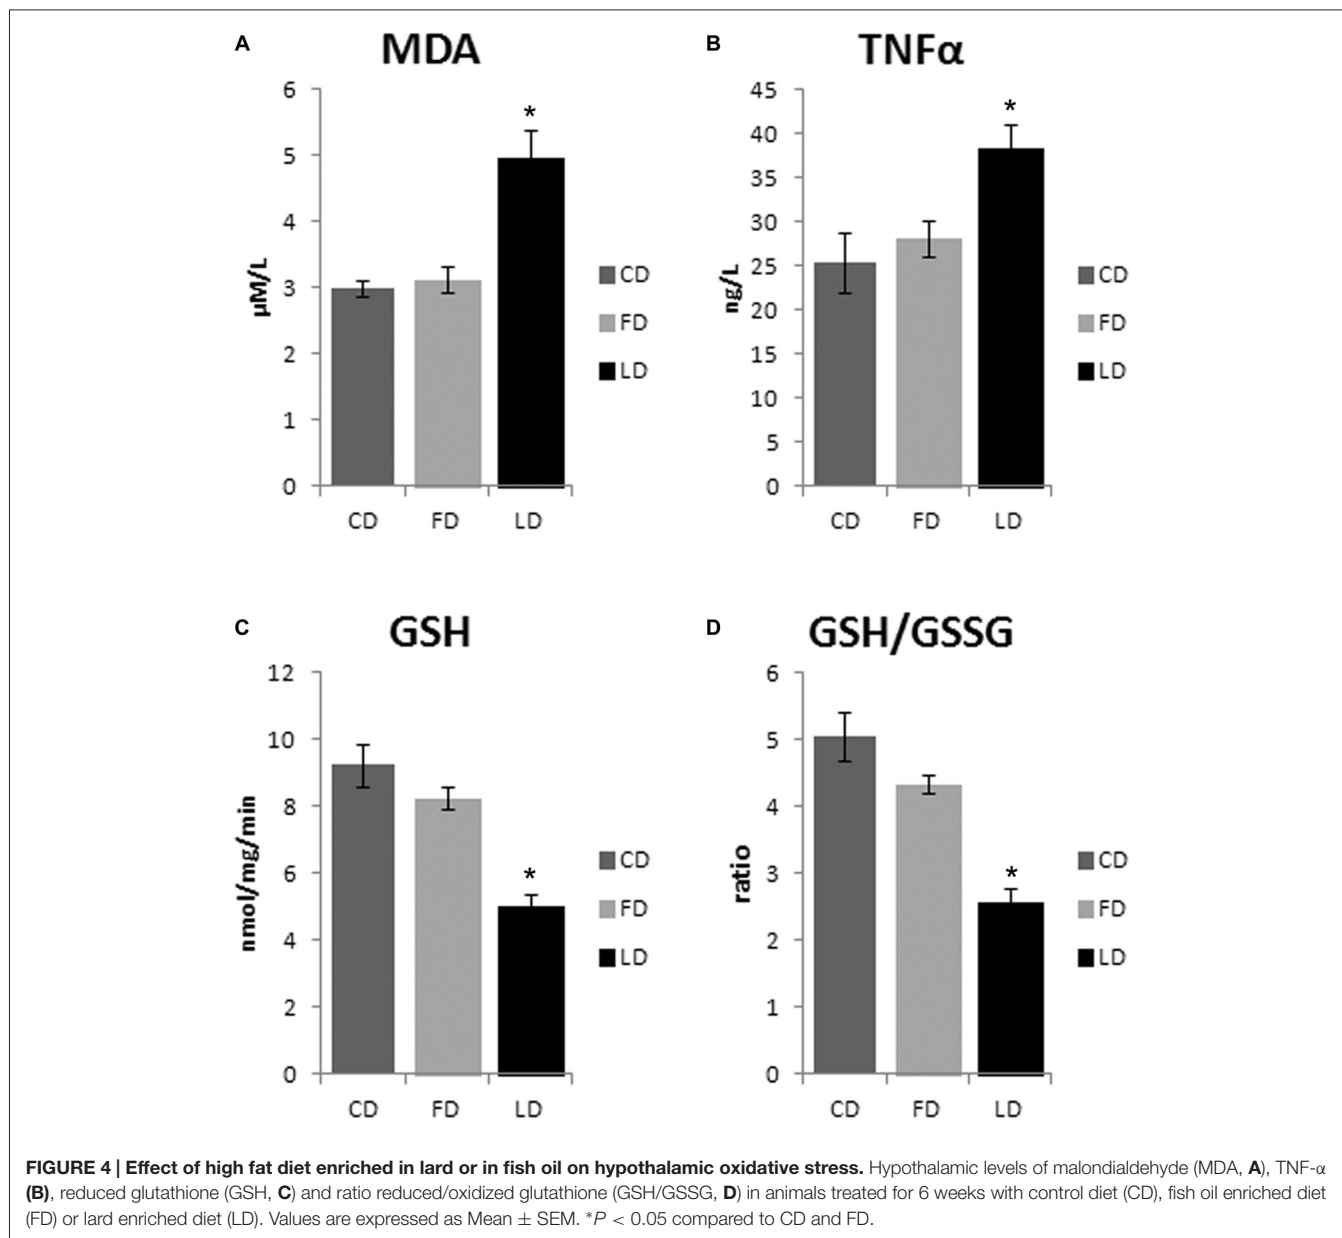 A MDA
6
5
4
3
2
1
0
µM/L
*
CD
FD
LD
CD FD LD
B TNFα
45
40
35
30
25
20
15
10
5
0
ng/L
*
CD
FD
LD
CD FD LD
C GSH
12
10
8
6
4
2
0
nmol/mg/min
*
CD
FD
LD
CD FD LD
D GSH/GSSG
6
5
4
3
2
1
0
ratio
*
CD
FD
LD
CD FD LD
FIGURE 4 | Effect of high fat diet enriched in lard or in fish oil on hypothalamic oxidative stress. Hypothalamic levels of malondialdehyde (MDA, A), TNF-α
(B), reduced glutathione (GSH, C) and ratio reduced/oxidized glutathione (GSH/GSSG, D) in animals treated for 6 weeks with control diet (CD), fish oil enriched diet
(FD) or lard enriched diet (LD). Values are expressed as Mean ± SEM. *P < 0.05 compared to CD and FD.